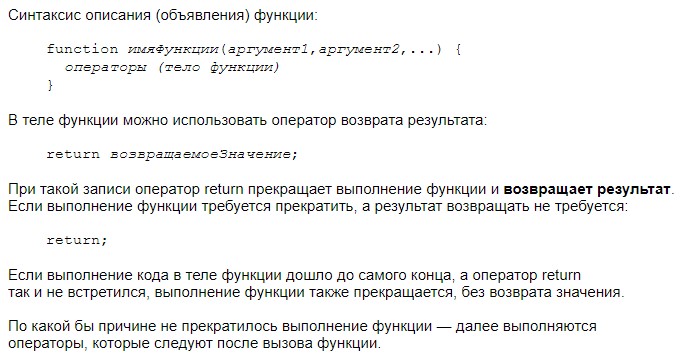 Синтаксис описания (объявления) функции:
function имяФункции(аргумент1,аргумент2,...) {
операторы (тело функции)
}
В теле функции можно использовать оператор возврата результата:
return возвращаемоеЗначение;
При такой записи оператор return прекращает выполнение функции и возвращает результат.
Если выполнение функции требуется прекратить, а результат возвращать не требуется:
return;
Если выполнение кода в теле функции дошло до самого конца, а оператор return
так и не встретился, выполнение функции также прекращается, без возврата значения.
По какой бы причине не прекратилось выполнение функции — далее выполняются
операторы, которые следуют после вызова функции.